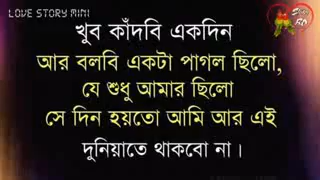 LOVE STORY MINI
খুব কাঁদবি একদিন
আর বলবি একটা পাগল ছিলো,
যে শুধু আমার ছিলো
সে দিন হয়তো আমি আর এই
দুনিয়াতে থাকবো না।